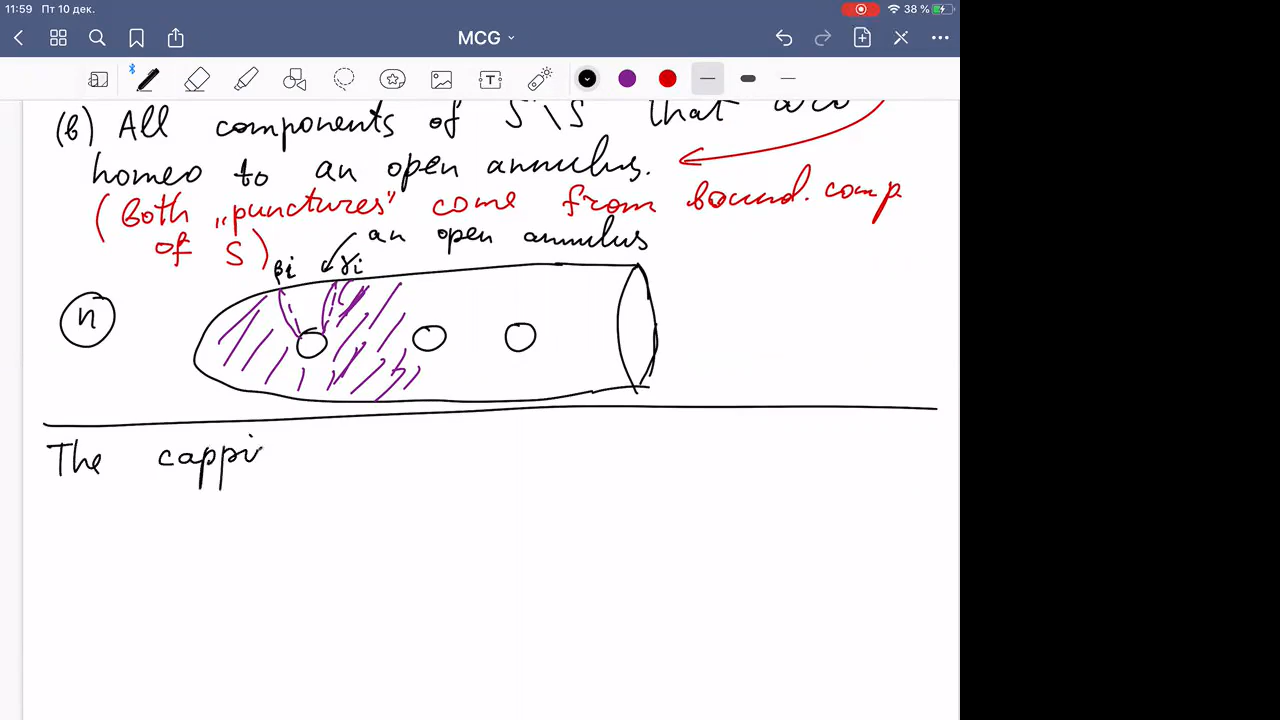 11:59 Пт 10 дек.
38 %
MCG
(b) All components of S' \ S that are
homeo to an open annulus.
(Both „punctures" come from bound. comp
of S)
an open annulus
βi γi
n
The cappi